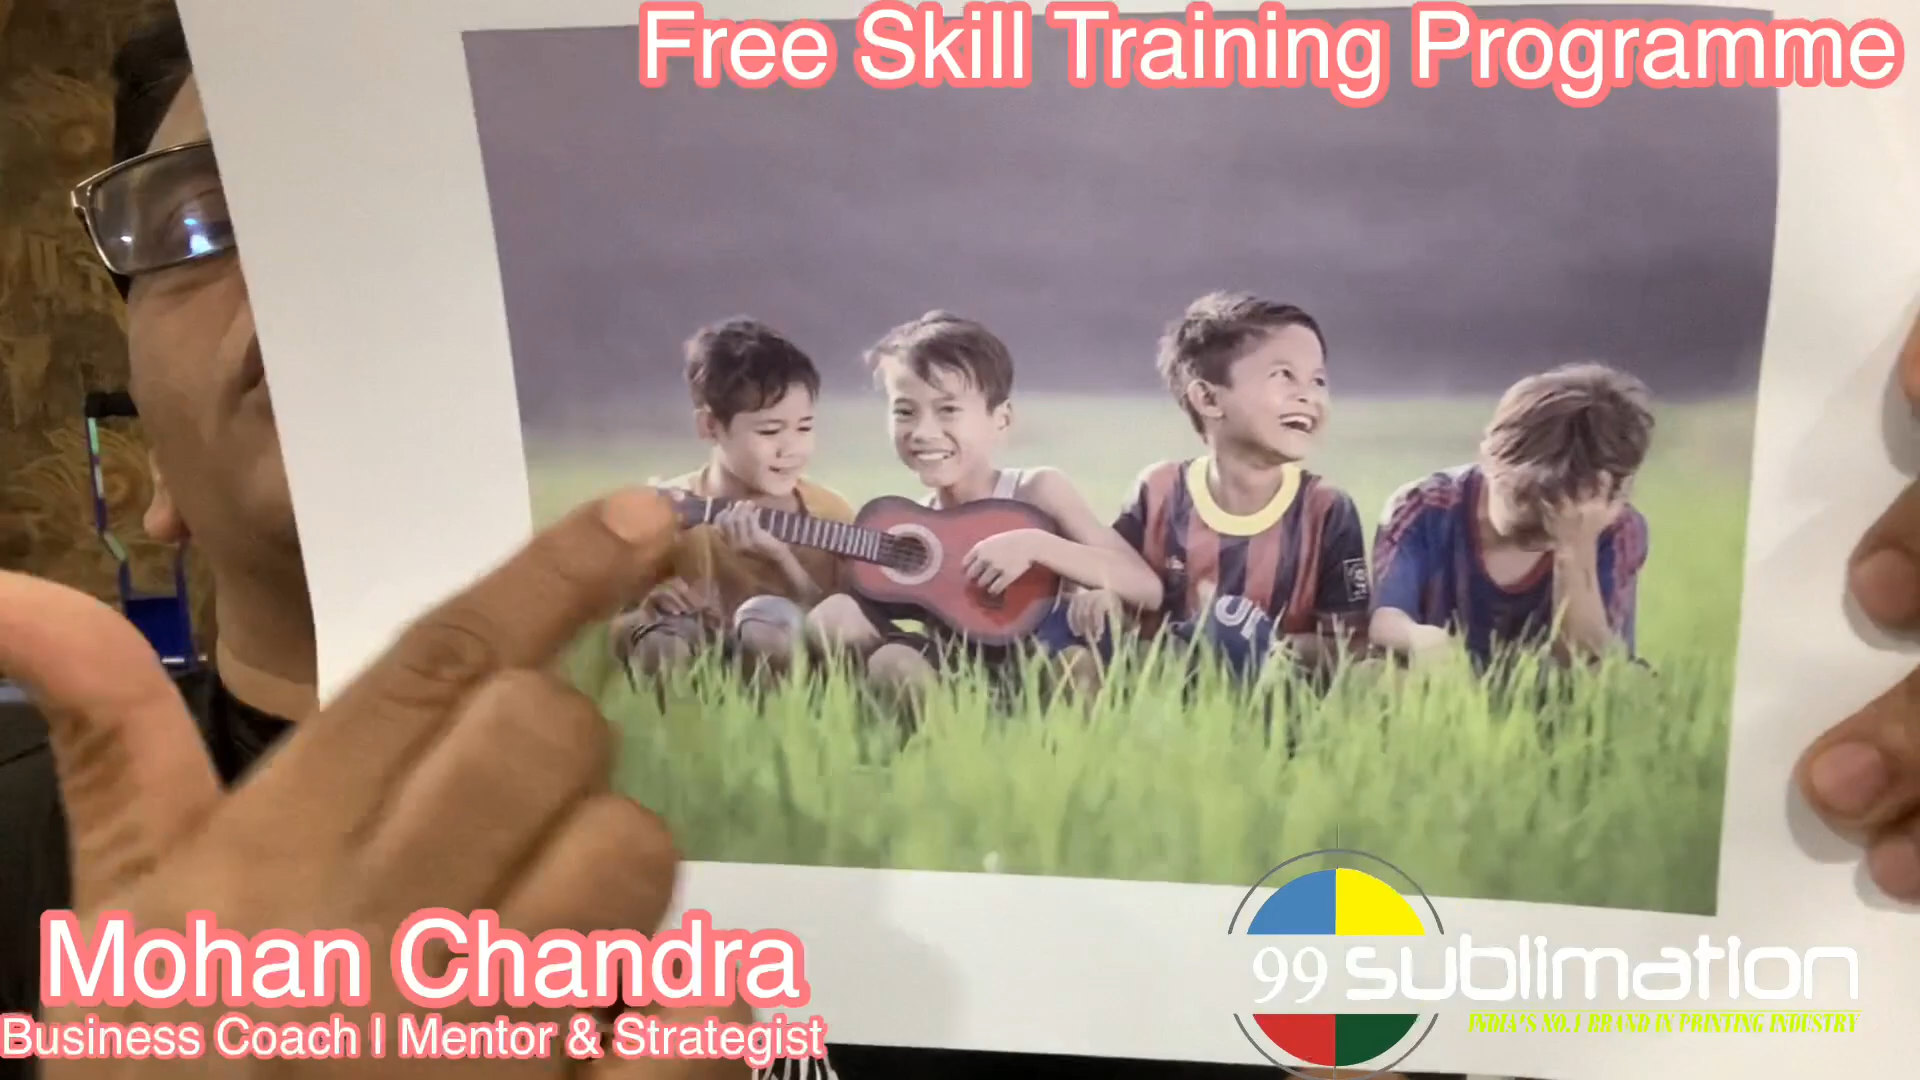 Free Skill Training Programme
Mohan Chandra
Business Coach | Mentor & Strategist
99 sublimation
INDIA'S NO.1 BRAND IN PRINTING INDUSTRY